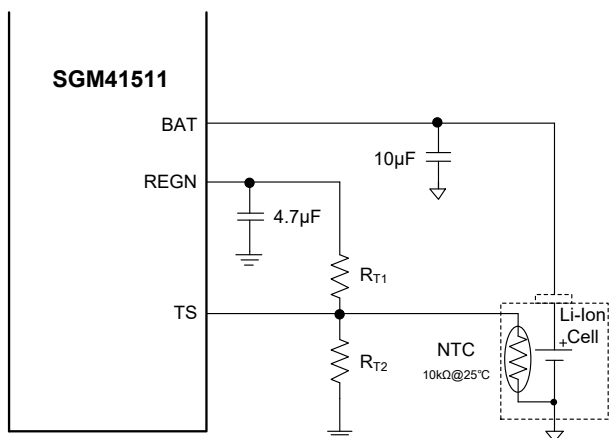 SGM41511
BAT
10µF
REGN
4.7µF
RT1
TS
Li-Ion
Cell
+
NTC
10kΩ@25℃
RT2